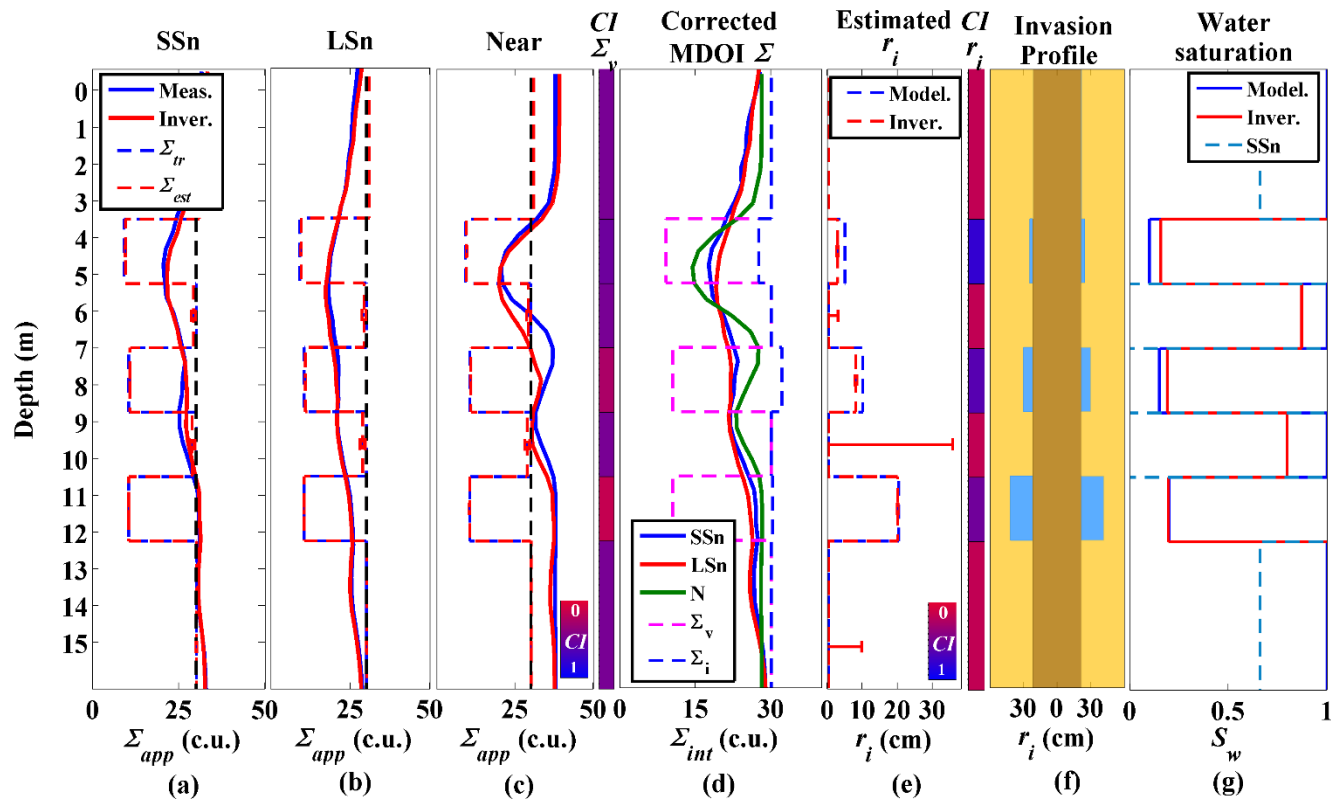 SSn
LSn
Near
CI
Σv
Corrected
MDOI Σ
Estimated
ri
CI
ri
Invasion
Profile
Water
saturation
Meas.
Inver.
Σtr
Σest
Model.
Inver.
Model.
Inver.
SSn
Depth (m)
0
1
2
3
4
5
6
7
8
9
10
11
12
13
14
15
0
CI
1
SSn
LSn
N
Σv
Σi
0
CI
1
0 25 50
25 50
25 50
0 30
0 10 20 30
30 0 30
0 0.5 1
Σapp (c.u.)
Σapp (c.u.)
Σapp (c.u.)
Σint (c.u.)
ri (cm)
ri (cm)
Sw
(a)
(b)
(c)
(d)
(e)
(f)
(g)